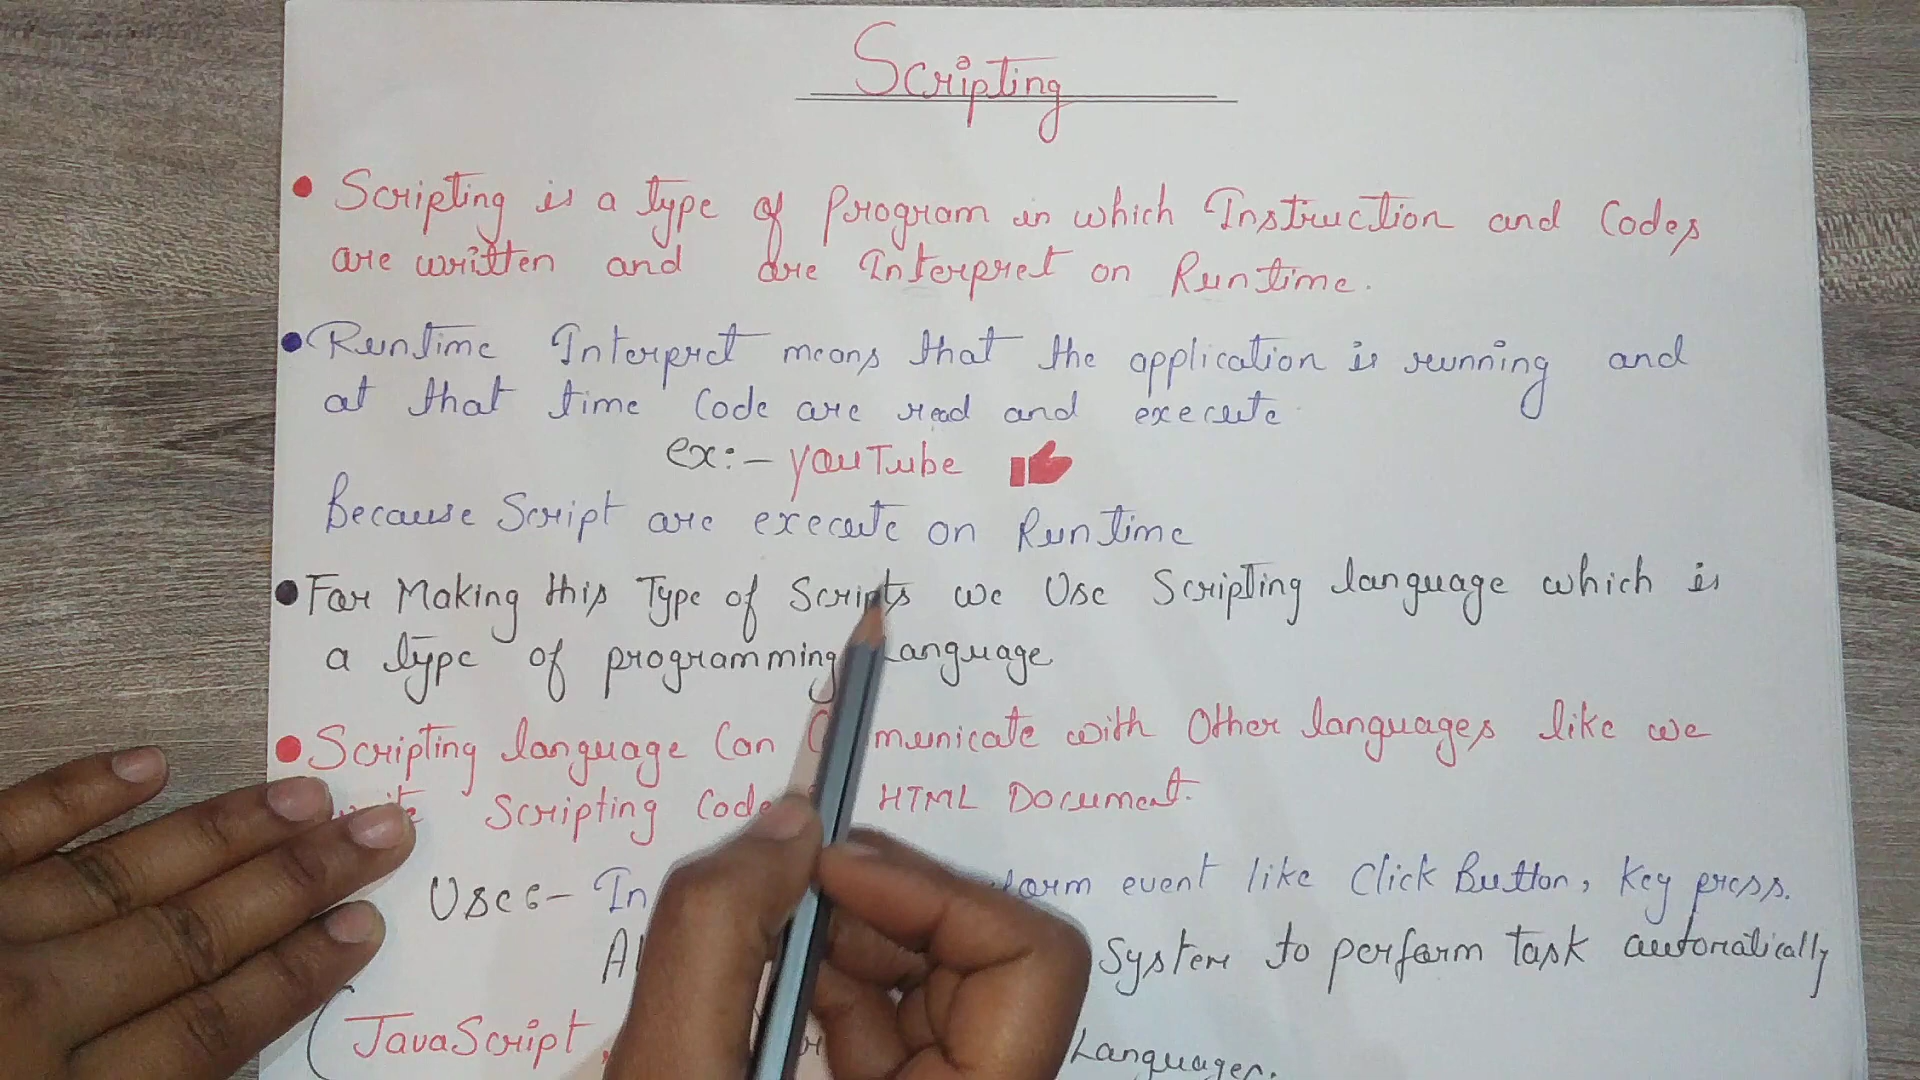 Scripting
• Scripting is a type of Program in which Instruction and Codes
are written and are Interpret on Runtime.
• Runtime Interpret means that the application is running and
at that time Code are read and execute
ex:- YouTube
Because Script are execute on Runtime
• For Making this Type of Scripts we Use Scripting language which is
a type of programming Language
• Scripting language Can Communicate with Other languages like we
write Scripting Code HTML Document.
Use:- In event like Click Button, Key press.
System to perform task automatically
(JavaScript,
Languages.